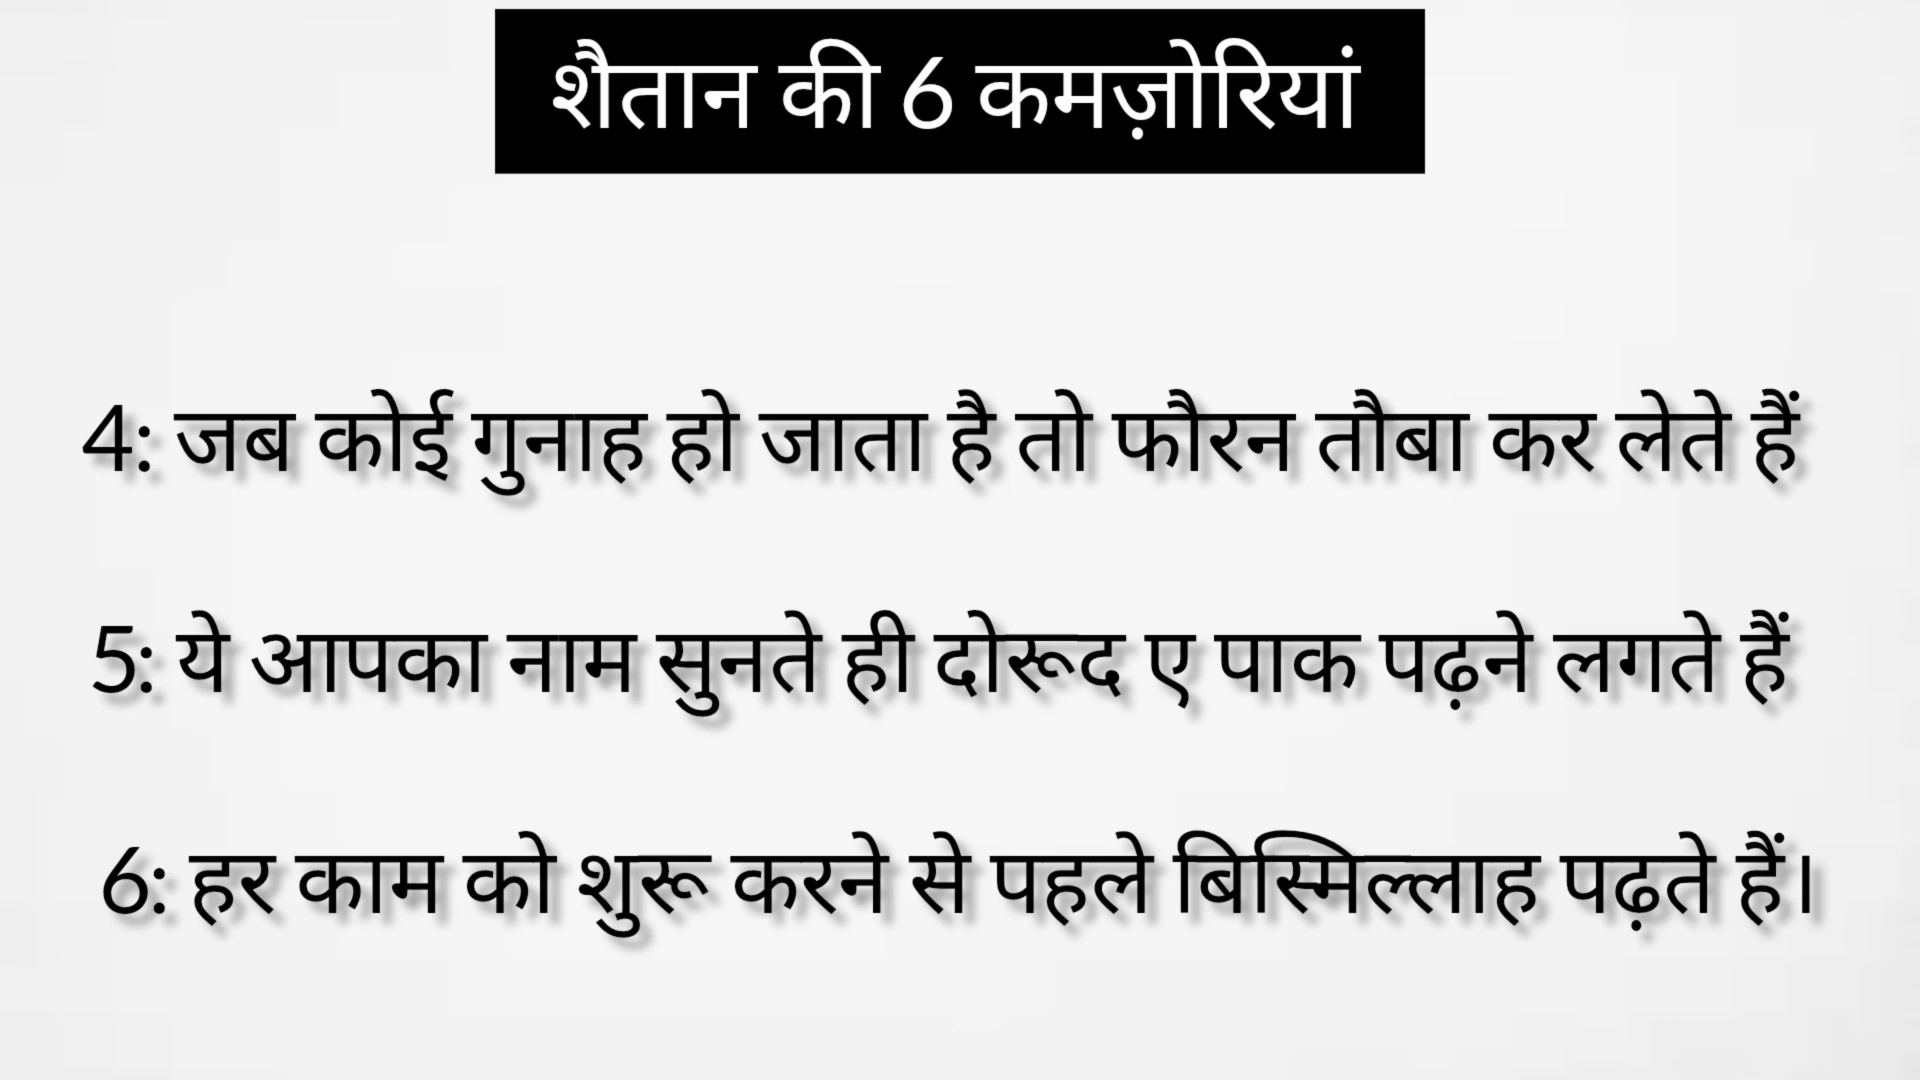 शैतान की 6 कमज़ोरियां
4: जब कोई गुनाह हो जाता है तो फौरन तौबा कर लेते हैं
5: ये आपका नाम सुनते ही दोरूद ए पाक पढ़ने लगते हैं
6: हर काम को शुरू करने से पहले बिस्मिल्लाह पढ़ते हैं।